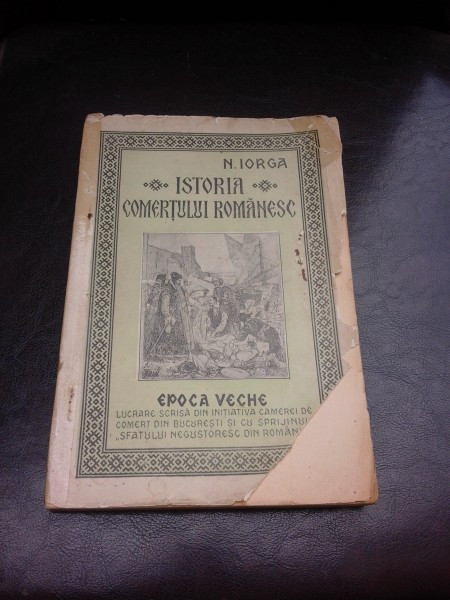 N. IORGA
ISTORIA
COMERȚULUI ROMÂNESC
EPOCA VECHE
LUCRARE SCRISĂ DIN INIȚIATIVA CAMEREI DE
COMERȚ DIN BUCUREȘTI ȘI CU SPRIJINUL
„SFATULUI NEGUSTORESC DIN ROMÂN